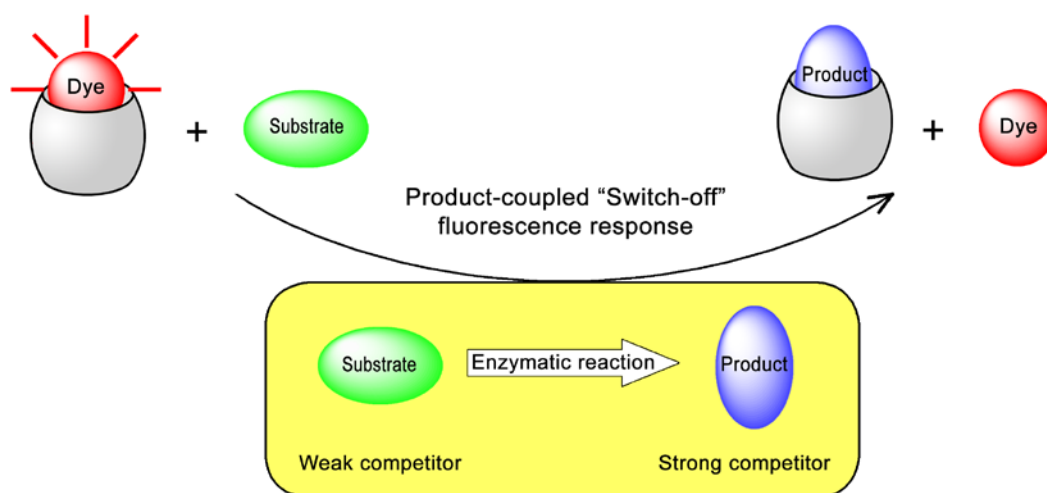 Dye
+
Substrate
Product
+
Dye
Product-coupled “Switch-off”
fluorescence response
Substrate
Enzymatic reaction
Product
Weak competitor
Strong competitor